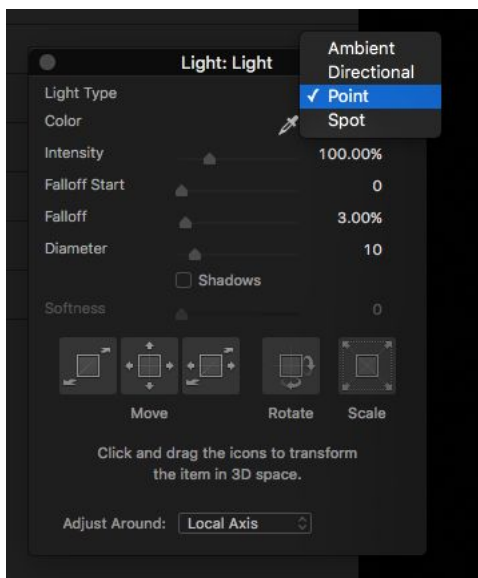 Light: Light
Light Type
Ambient
Directional
✓ Point
Spot
Color
Intensity 100.00%
Falloff Start 0
Falloff 3.00%
Diameter 10
Shadows
Softness 0
Move Rotate Scale
Click and drag the icons to transform
the item in 3D space.
Adjust Around: Local Axis